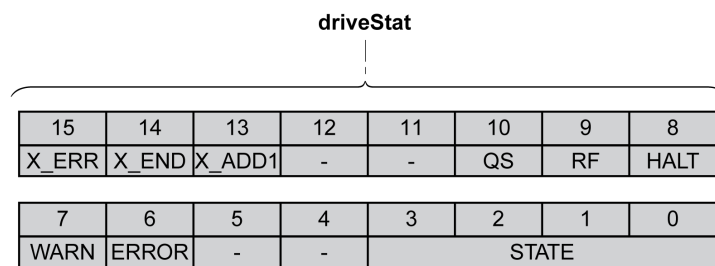 driveStat
15 14 13 12 11 10 9 8
X_ERR X_END X_ADD1 - - QS RF HALT
7 6 5 4 3 2 1 0
WARN ERROR - - STATE